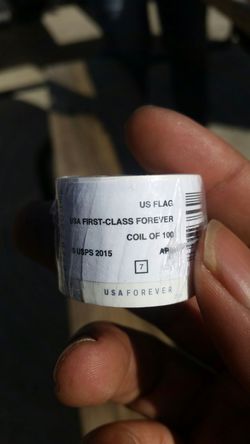 US FLAG
USA FIRST-CLASS FOREVER
COIL OF 100
© USPS 2015
7
USA FOREVER